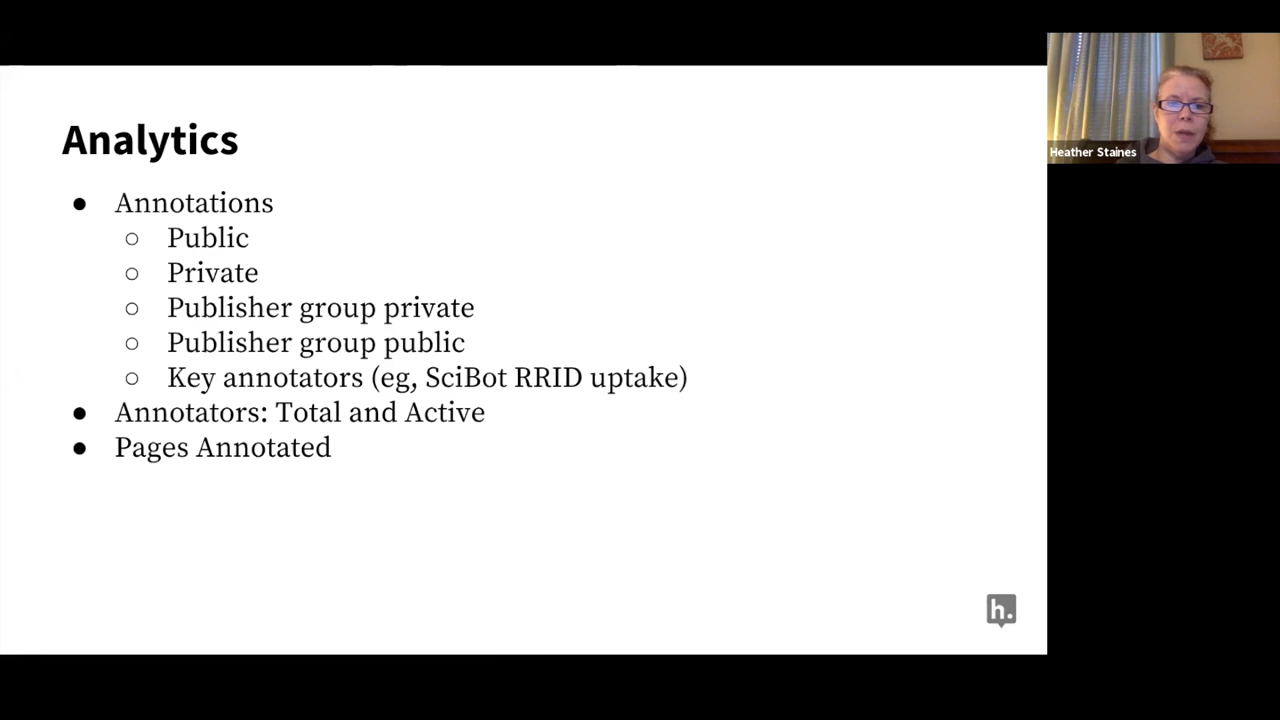 Analytics
● Annotations
○ Public
○ Private
○ Publisher group private
○ Publisher group public
○ Key annotators (eg, SciBot RRID uptake)
● Annotators: Total and Active
● Pages Annotated
h.
Heather Staines